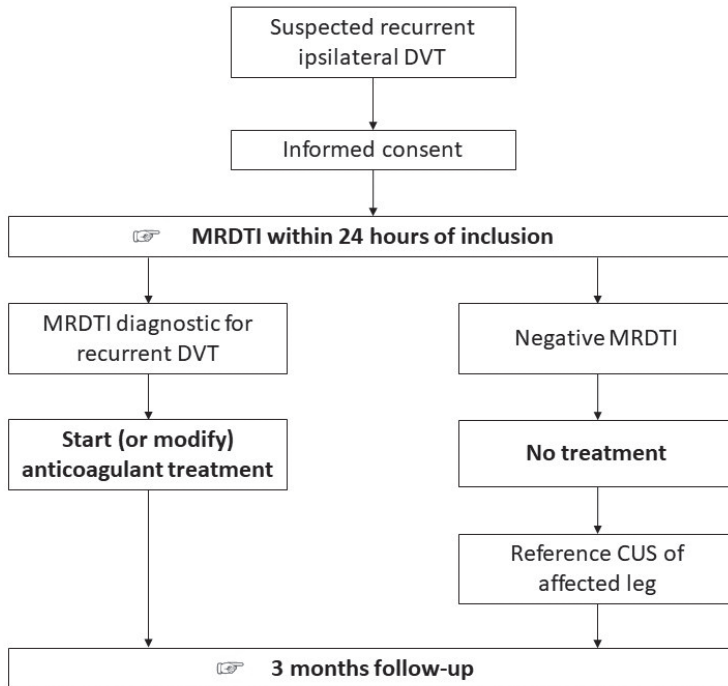 Suspected recurrent
ipsilateral DVT
Informed consent
☞ MRDTI within 24 hours of inclusion
MRDTI diagnostic for
recurrent DVT
Start (or modify)
anticoagulant treatment
Negative MRDTI
No treatment
Reference CUS of
affected leg
☞ 3 months follow-up